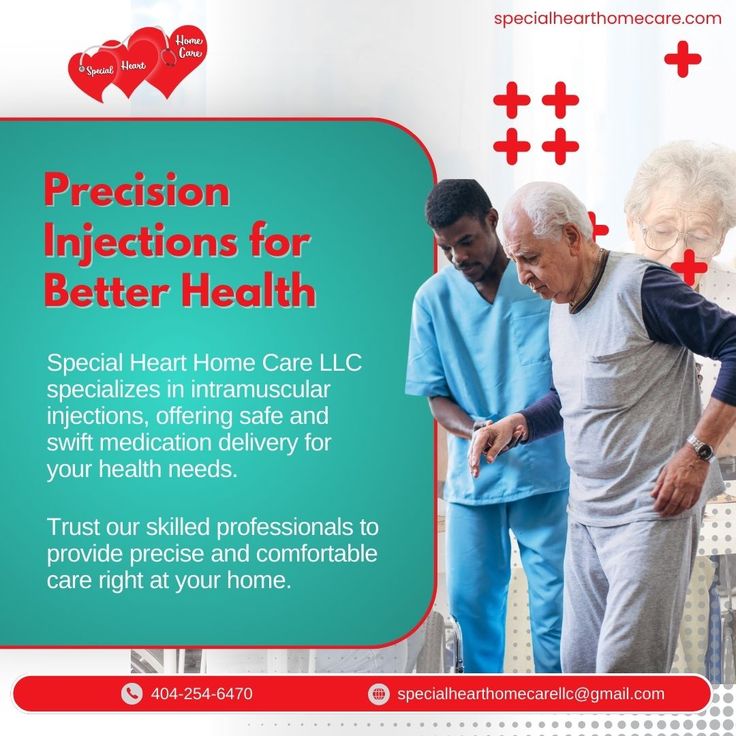 specialhearthomecare.com
Special Heart Home Care
Precision
Injections for
Better Health
Special Heart Home Care LLC
specializes in intramuscular
injections, offering safe and
swift medication delivery for
your health needs.
Trust our skilled professionals to
provide precise and comfortable
care right at your home.
404-254-6470
specialhearthomecarellc@gmail.com